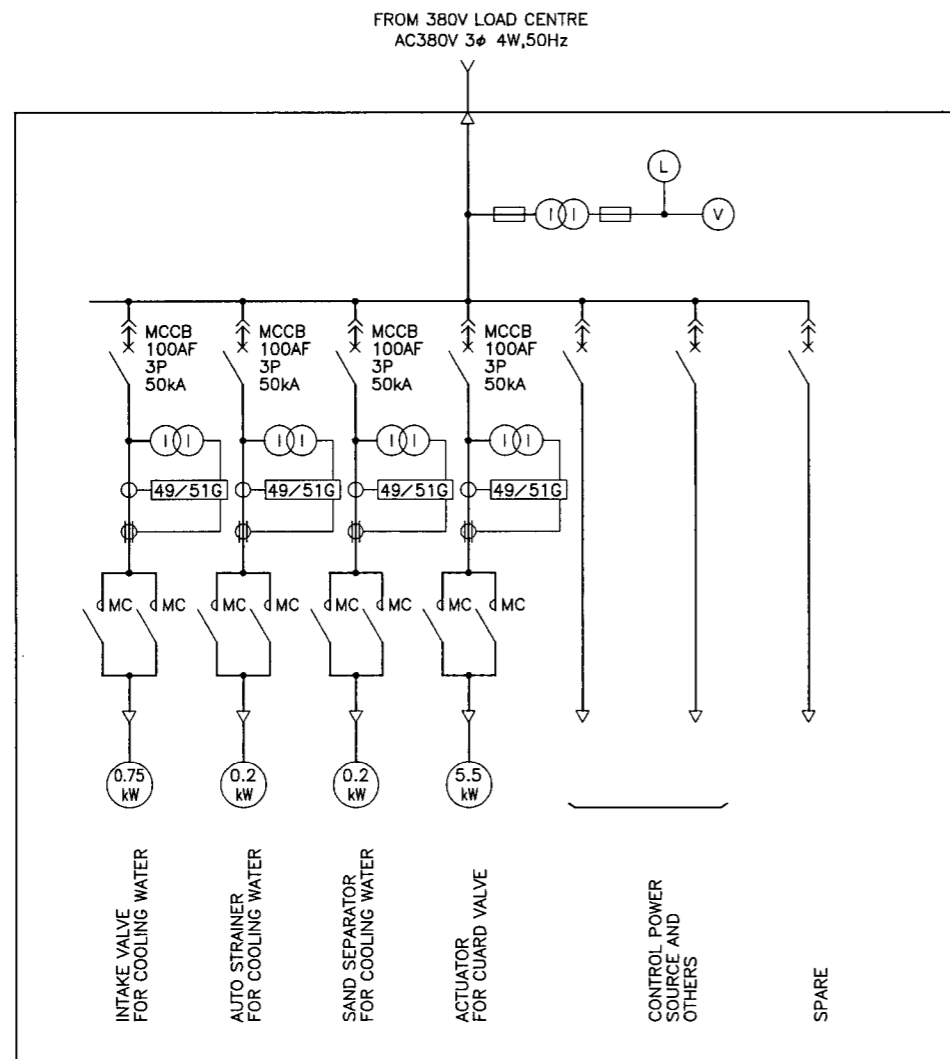 FROM 380V LOAD CENTRE
AC380V 3ϕ 4W,50Hz
L
V
MCCB
100AF
3P
50kA
MCCB
100AF
3P
50kA
MCCB
100AF
3P
50kA
MCCB
100AF
3P
50kA
49/51G
49/51G
49/51G
49/51G
MC
MC
MC
MC
MC
MC
MC
MC
0.75
kW
0.2
kW
0.2
kW
5.5
kW
INTAKE VALVE
FOR COOLING WATER
AUTO STRAINER
FOR COOLING WATER
SAND SEPARATOR
FOR COOLING WATER
ACTUATOR
FOR CUARD VALVE
CONTROL POWER
SOURCE AND
OTHERS
SPARE